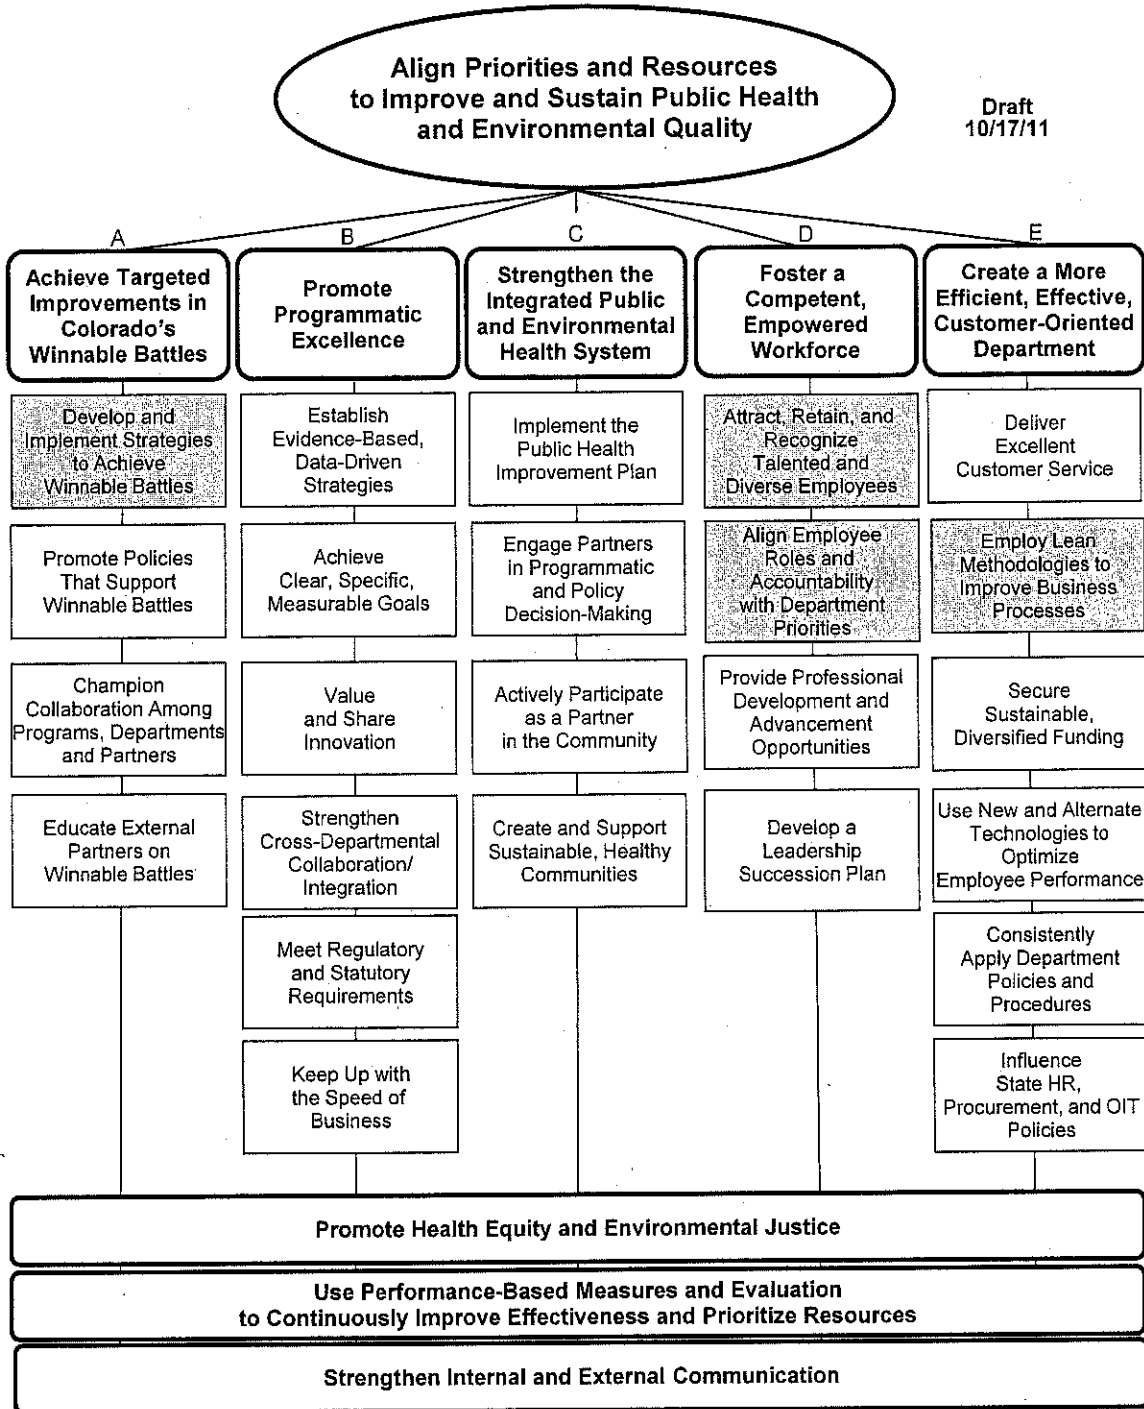 Align Priorities and Resources
to Improve and Sustain Public Health
and Environmental Quality
Draft
10/17/11
A
Achieve Targeted
Improvements in
Colorado's
Winnable Battles
Develop and
Implement Strategies
to Achieve
Winnable Battles
Promote Policies
That Support
Winnable Battles
Champion
Collaboration Among
Programs, Departments
and Partners
Educate External
Partners on
Winnable Battles
B
Promote
Programmatic
Excellence
Establish
Evidence-Based,
Data-Driven
Strategies
Achieve
Clear, Specific,
Measurable Goals
Value
and Share
Innovation
Strengthen
Cross-Departmental
Collaboration/
Integration
Meet Regulatory
and Statutory
Requirements
Keep Up with
the Speed of
Business
C
Strengthen the
Integrated Public
and Environmental
Health System
Implement the
Public Health
Improvement Plan
Engage Partners
in Programmatic
and Policy
Decision-Making
Actively Participate
as a Partner
in the Community
Create and Support
Sustainable, Healthy
Communities
D
Foster a
Competent,
Empowered
Workforce
Attract, Retain, and
Recognize
Talented and
Diverse Employees
Align Employee
Roles and
Accountability
with Department
Priorities
Provide Professional
Development and
Advancement
Opportunities
Develop a
Leadership
Succession Plan
E
Create a More
Efficient, Effective,
Customer-Oriented
Department
Deliver
Excellent
Customer Service
Employ Lean
Methodologies to
Improve Business
Processes
Secure
Sustainable,
Diversified Funding
Use New and Alternate
Technologies to
Optimize
Employee Performance
Consistently
Apply Department
Policies and
Procedures
Influence
State HR,
Procurement, and OIT
Policies
Promote Health Equity and Environmental Justice
Use Performance-Based Measures and Evaluation
to Continuously Improve Effectiveness and Prioritize Resources
Strengthen Internal and External Communication